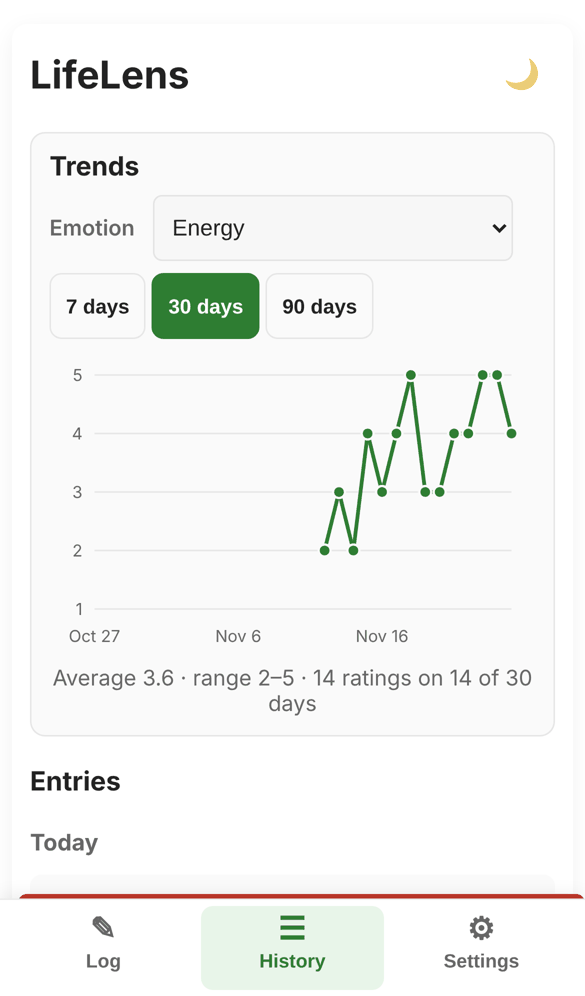 LifeLens
Trends
Emotion
Energy
7 days
30 days
90 days
5
4
3
2
1
Oct 27
Nov 6
Nov 16
Average 3.6 · range 2–5 · 14 ratings on 14 of 30
days
Entries
Today
Log
History
Settings